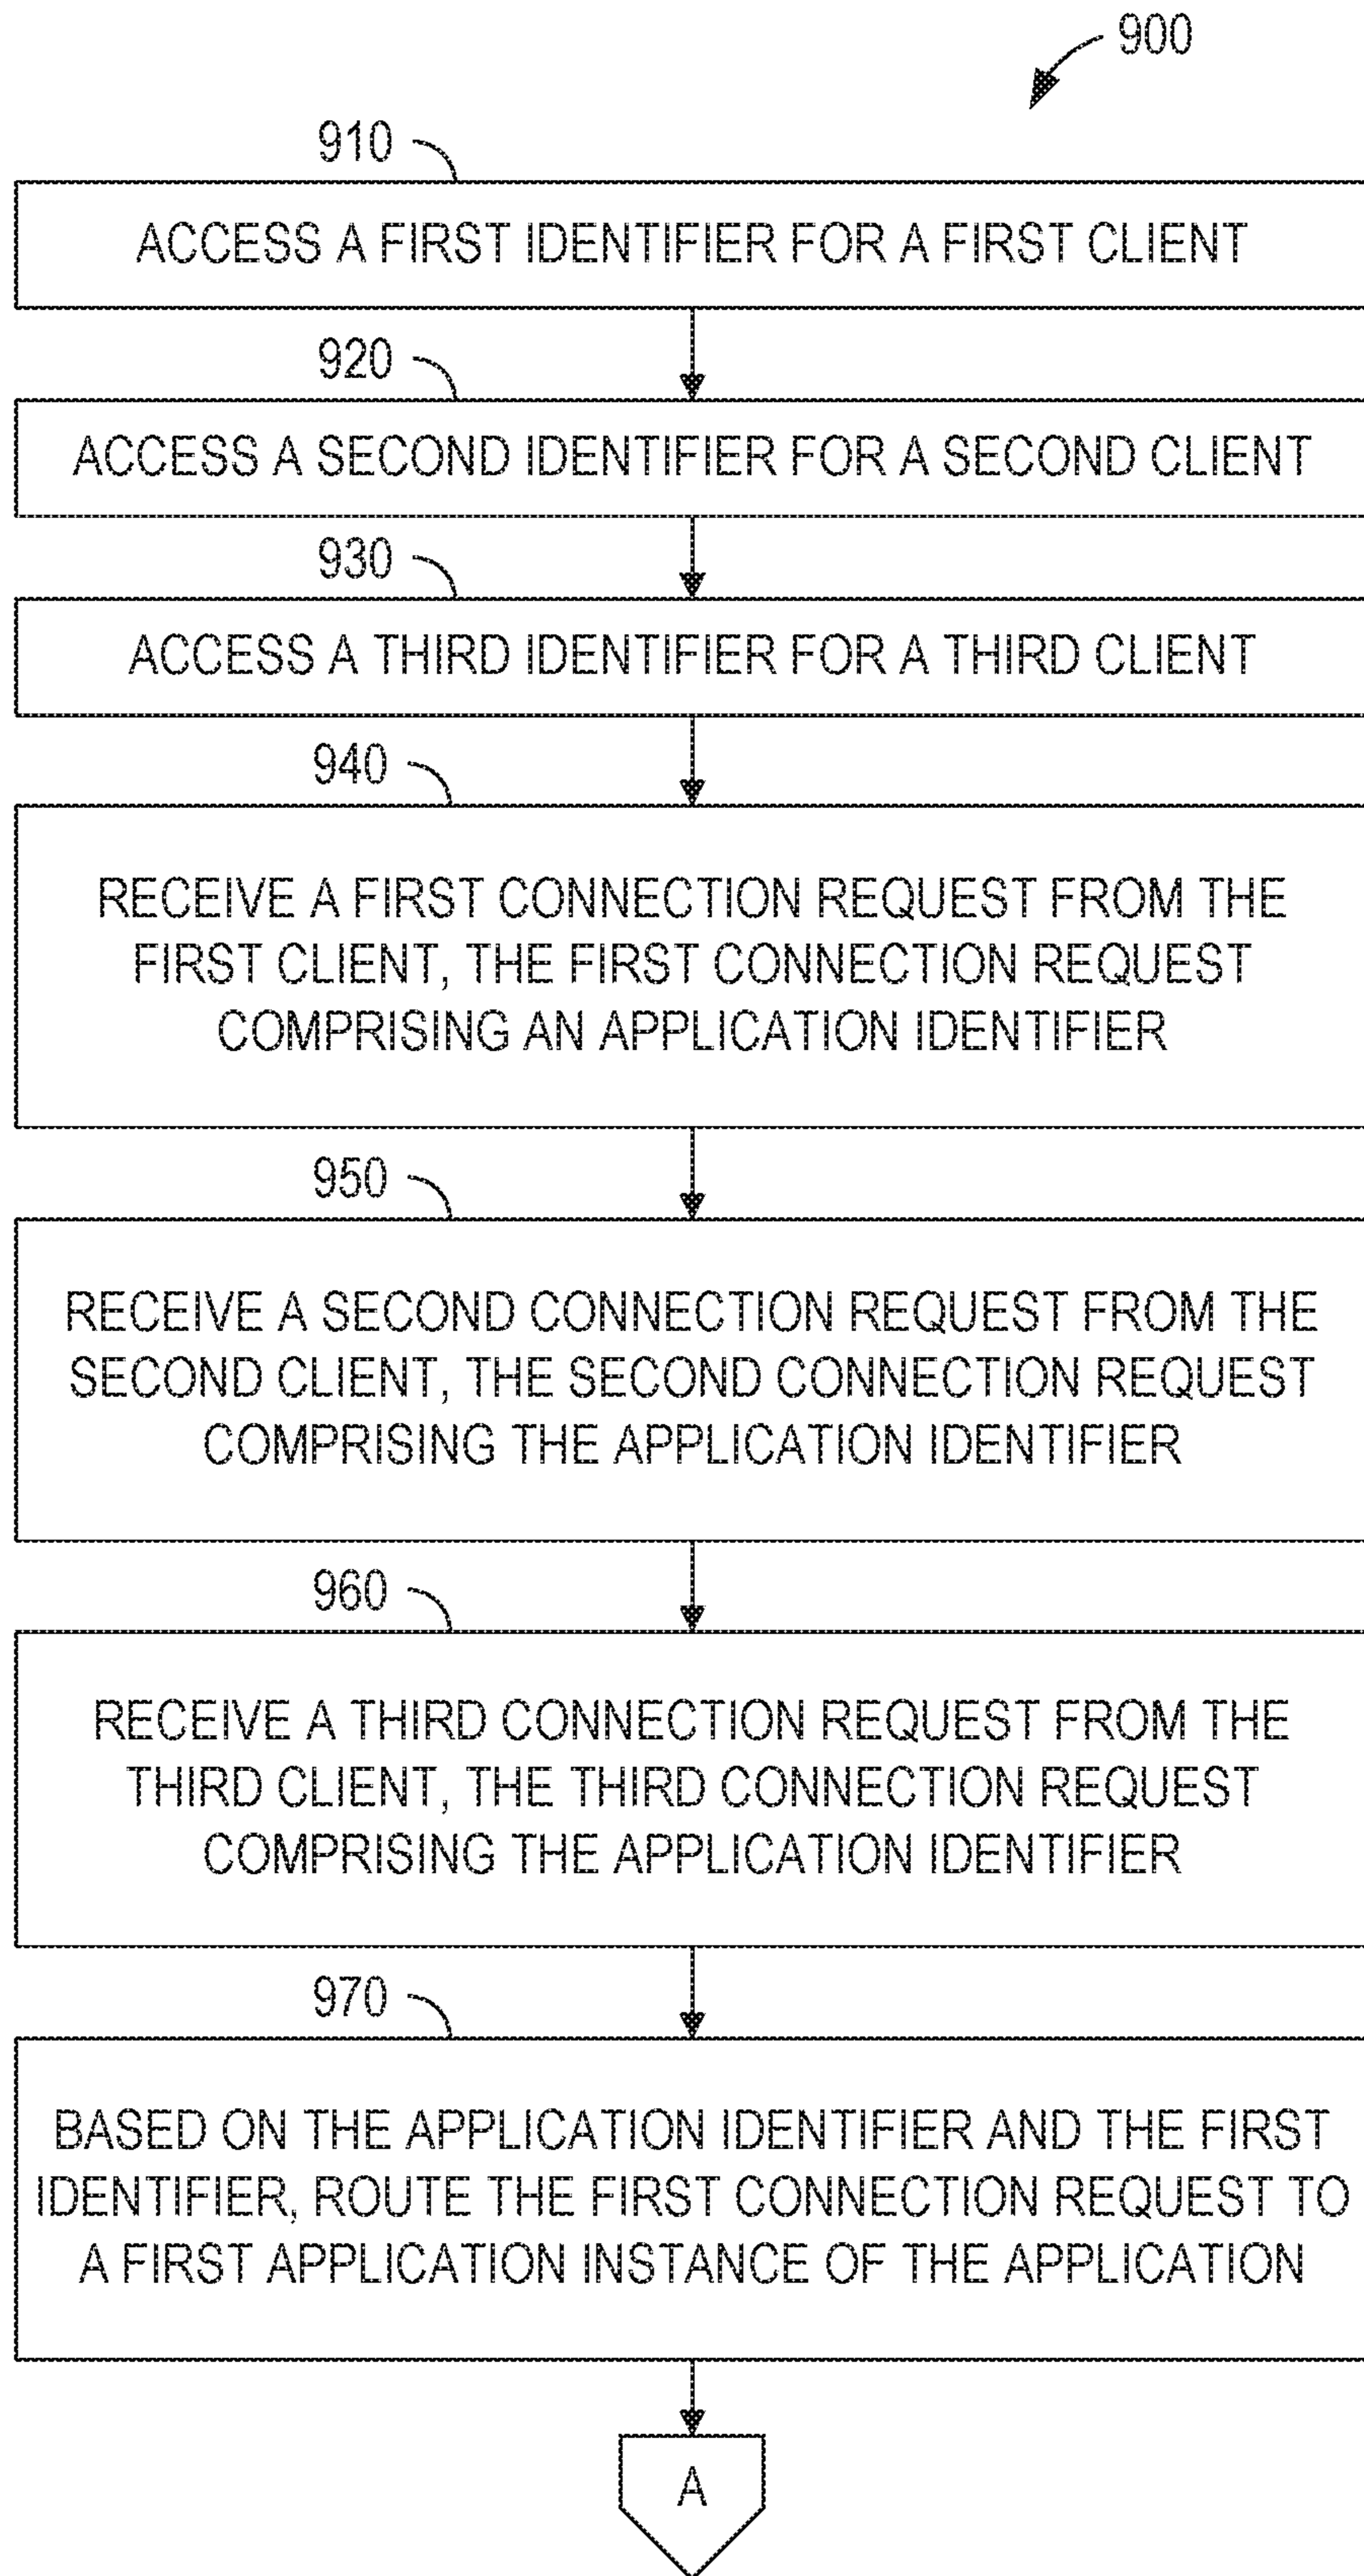 900
910
ACCESS A FIRST IDENTIFIER FOR A FIRST CLIENT
920
ACCESS A SECOND IDENTIFIER FOR A SECOND CLIENT
930
ACCESS A THIRD IDENTIFIER FOR A THIRD CLIENT
940
RECEIVE A FIRST CONNECTION REQUEST FROM THE
FIRST CLIENT, THE FIRST CONNECTION REQUEST
COMPRISING AN APPLICATION IDENTIFIER
950
RECEIVE A SECOND CONNECTION REQUEST FROM THE
SECOND CLIENT, THE SECOND CONNECTION REQUEST
COMPRISING THE APPLICATION IDENTIFIER
960
RECEIVE A THIRD CONNECTION REQUEST FROM THE
THIRD CLIENT, THE THIRD CONNECTION REQUEST
COMPRISING THE APPLICATION IDENTIFIER
970
BASED ON THE APPLICATION IDENTIFIER AND THE FIRST
IDENTIFIER, ROUTE THE FIRST CONNECTION REQUEST TO
A FIRST APPLICATION INSTANCE OF THE APPLICATION
A